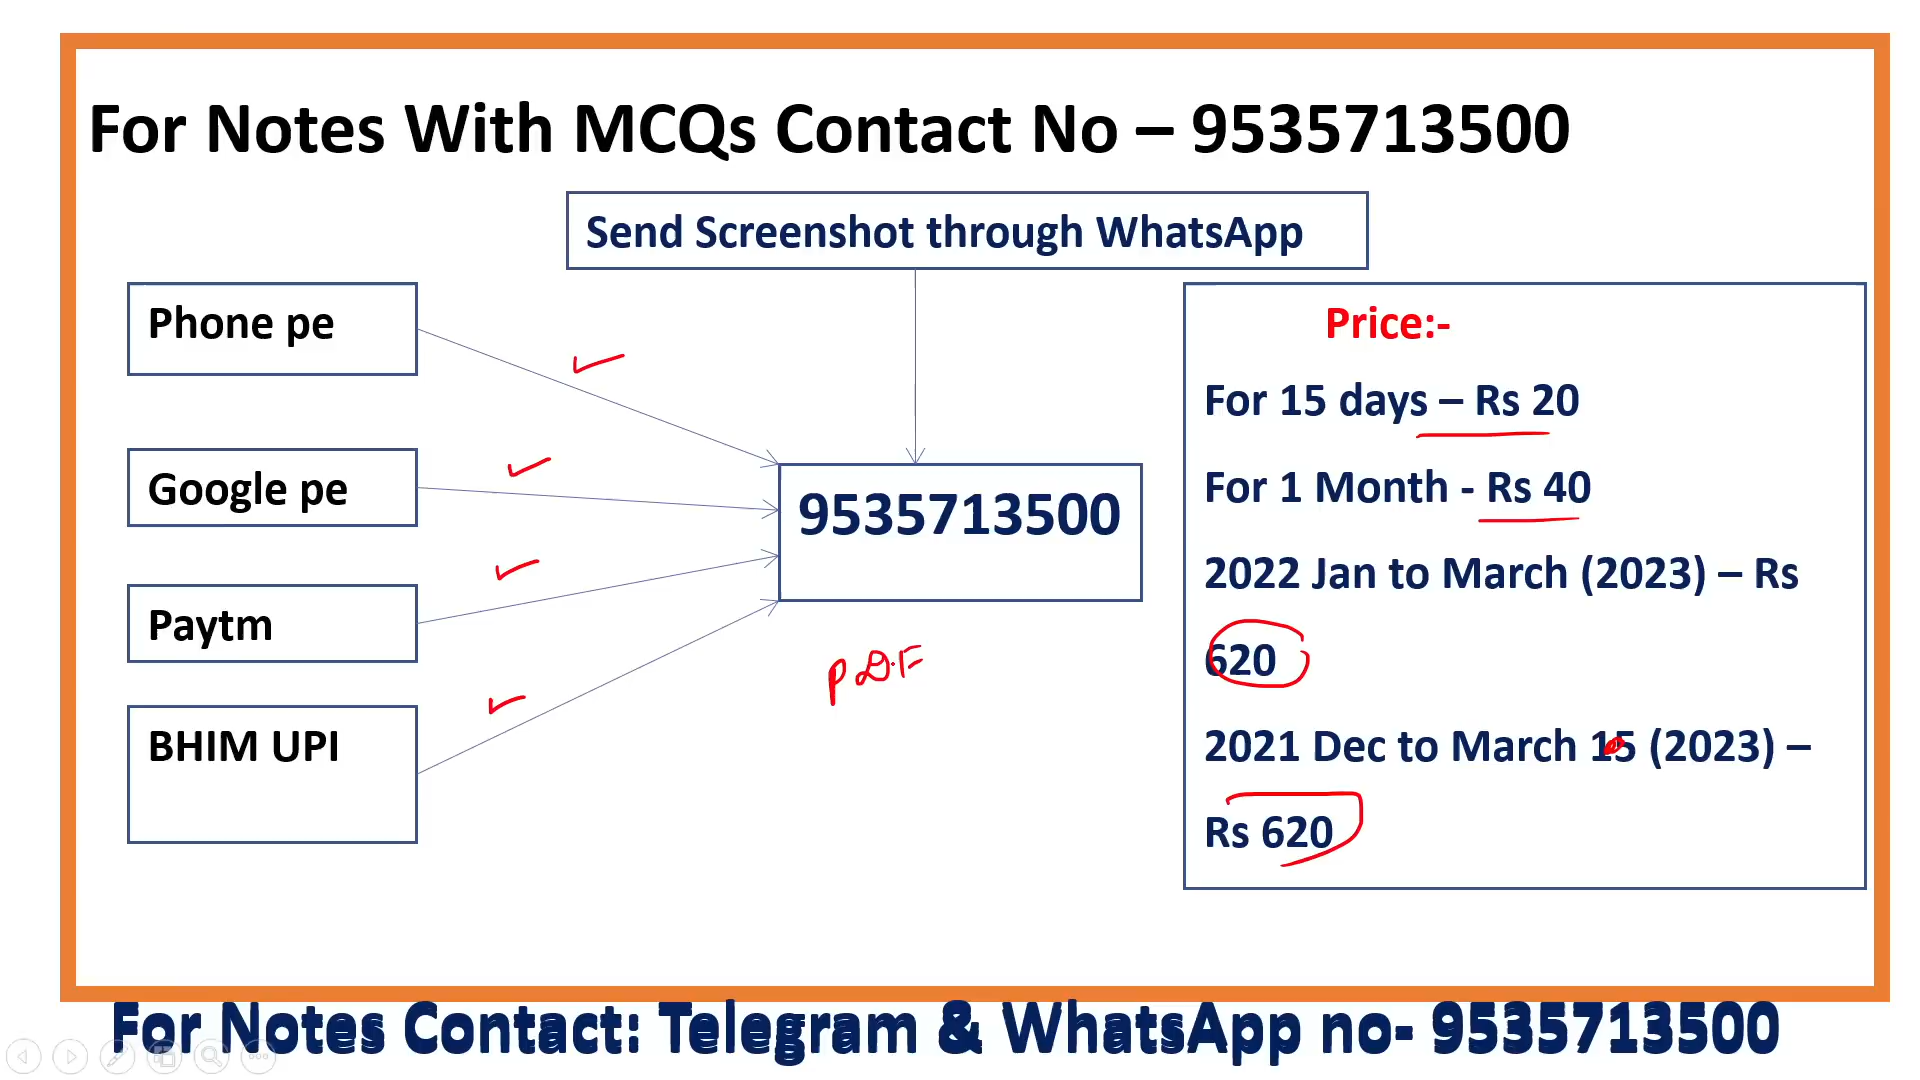 For Notes With MCQs Contact No – 9535713500
Send Screenshot through WhatsApp
Phone pe
Google pe
Paytm
BHIM UPI
9535713500
PDF
Price:-
For 15 days – Rs 20
For 1 Month - Rs 40
2022 Jan to March (2023) – Rs
620
2021 Dec to March 15 (2023) –
Rs 620
For Notes Contact: Telegram & WhatsApp no- 9535713500